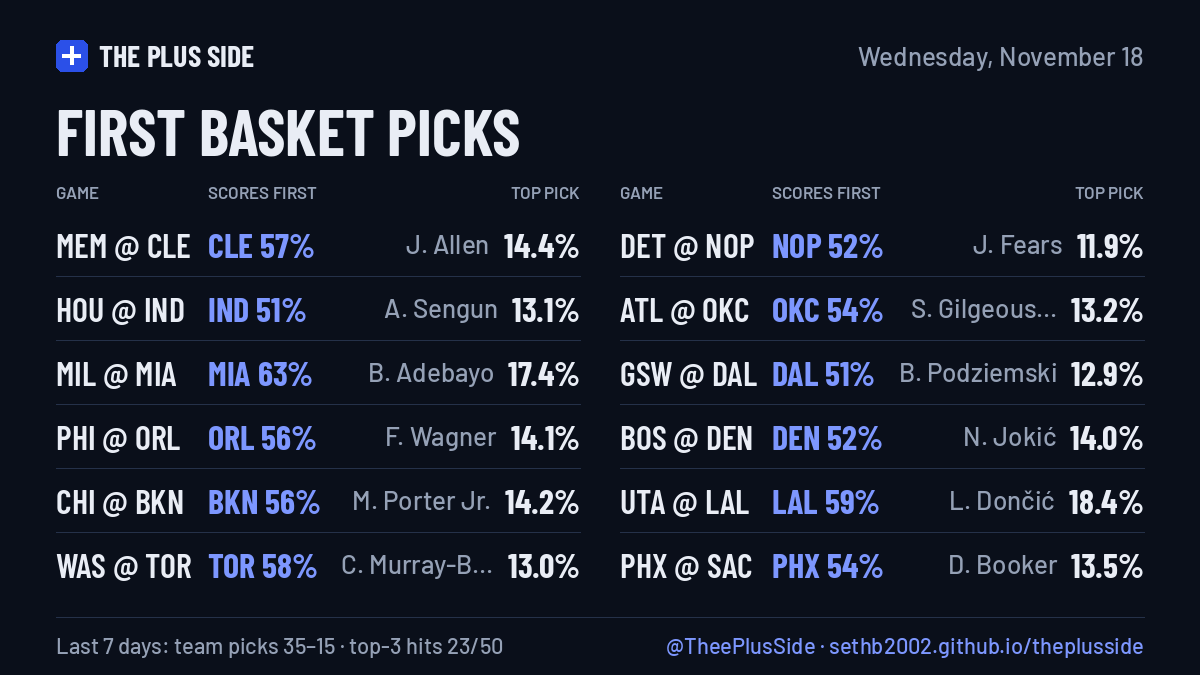 THE PLUS SIDE
Wednesday, November 18
FIRST BASKET PICKS
GAME SCORES FIRST TOP PICK
MEM @ CLE CLE 57% J. Allen 14.4%
HOU @ IND IND 51% A. Sengun 13.1%
MIL @ MIA MIA 63% B. Adebayo 17.4%
PHI @ ORL ORL 56% F. Wagner 14.1%
CHI @ BKN BKN 56% M. Porter Jr. 14.2%
WAS @ TOR TOR 58% C. Murray-B... 13.0%
GAME SCORES FIRST TOP PICK
DET @ NOP NOP 52% J. Fears 11.9%
ATL @ OKC OKC 54% S. Gilgeous... 13.2%
GSW @ DAL DAL 51% B. Podziemski 12.9%
BOS @ DEN DEN 52% N. Jokić 14.0%
UTA @ LAL LAL 59% L. Dončić 18.4%
PHX @ SAC PHX 54% D. Booker 13.5%
Last 7 days: team picks 35–15 · top-3 hits 23/50
@TheePlusSide · sethb2002.github.io/theplusside